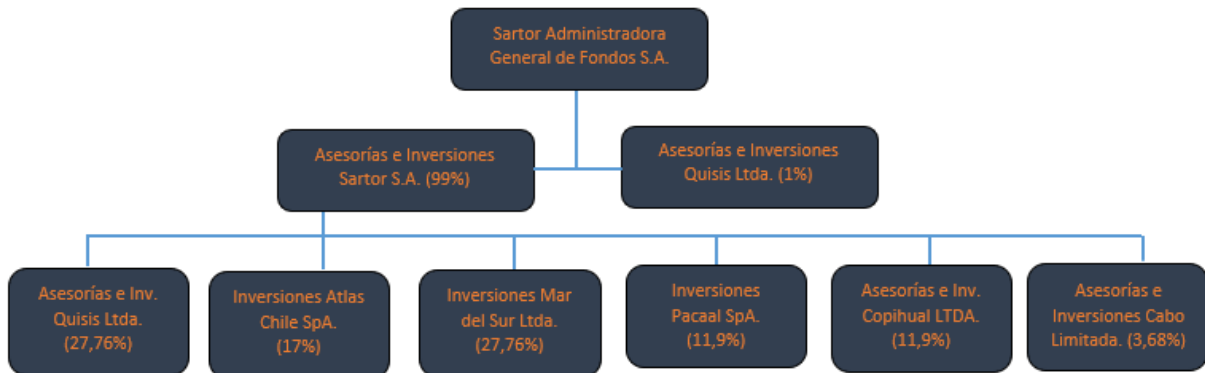 Sartor Administradora
General de Fondos S.A.
Asesorías e Inversiones
Sartor S.A. (99%)
Asesorías e Inversiones
Quisis Ltda. (1%)
Asesorías e Inv.
Quisis Ltda.
(27,76%)
Inversiones Atlas
Chile SpA.
(17%)
Inversiones Mar
del Sur Ltda.
(27,76%)
Inversiones
Pacaal SpA.
(11,9%)
Asesorías e Inv.
Copihual LTDA.
(11,9%)
Asesorías e
Inversiones Cabo
Limitada. (3,68%)